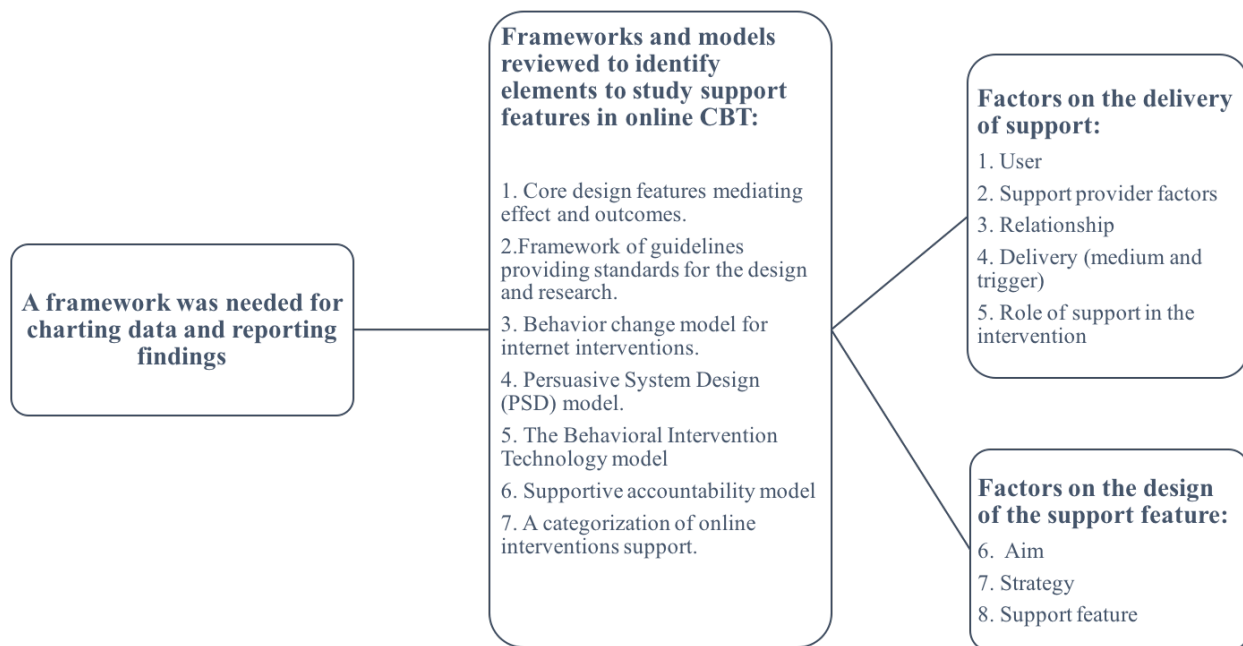 A framework was needed for
charting data and reporting
findings
Frameworks and models
reviewed to identify
elements to study support
features in online CBT:
1. Core design features mediating
effect and outcomes.
2.Framework of guidelines
providing standards for the design
and research.
3. Behavior change model for
internet interventions.
4. Persuasive System Design
(PSD) model.
5. The Behavioral Intervention
Technology model
6. Supportive accountability model
7. A categorization of online
interventions support.
Factors on the delivery
of support:
1. User
2. Support provider factors
3. Relationship
4. Delivery (medium and
trigger)
5. Role of support in the
intervention
Factors on the design
of the support feature:
6. Aim
7. Strategy
8. Support feature